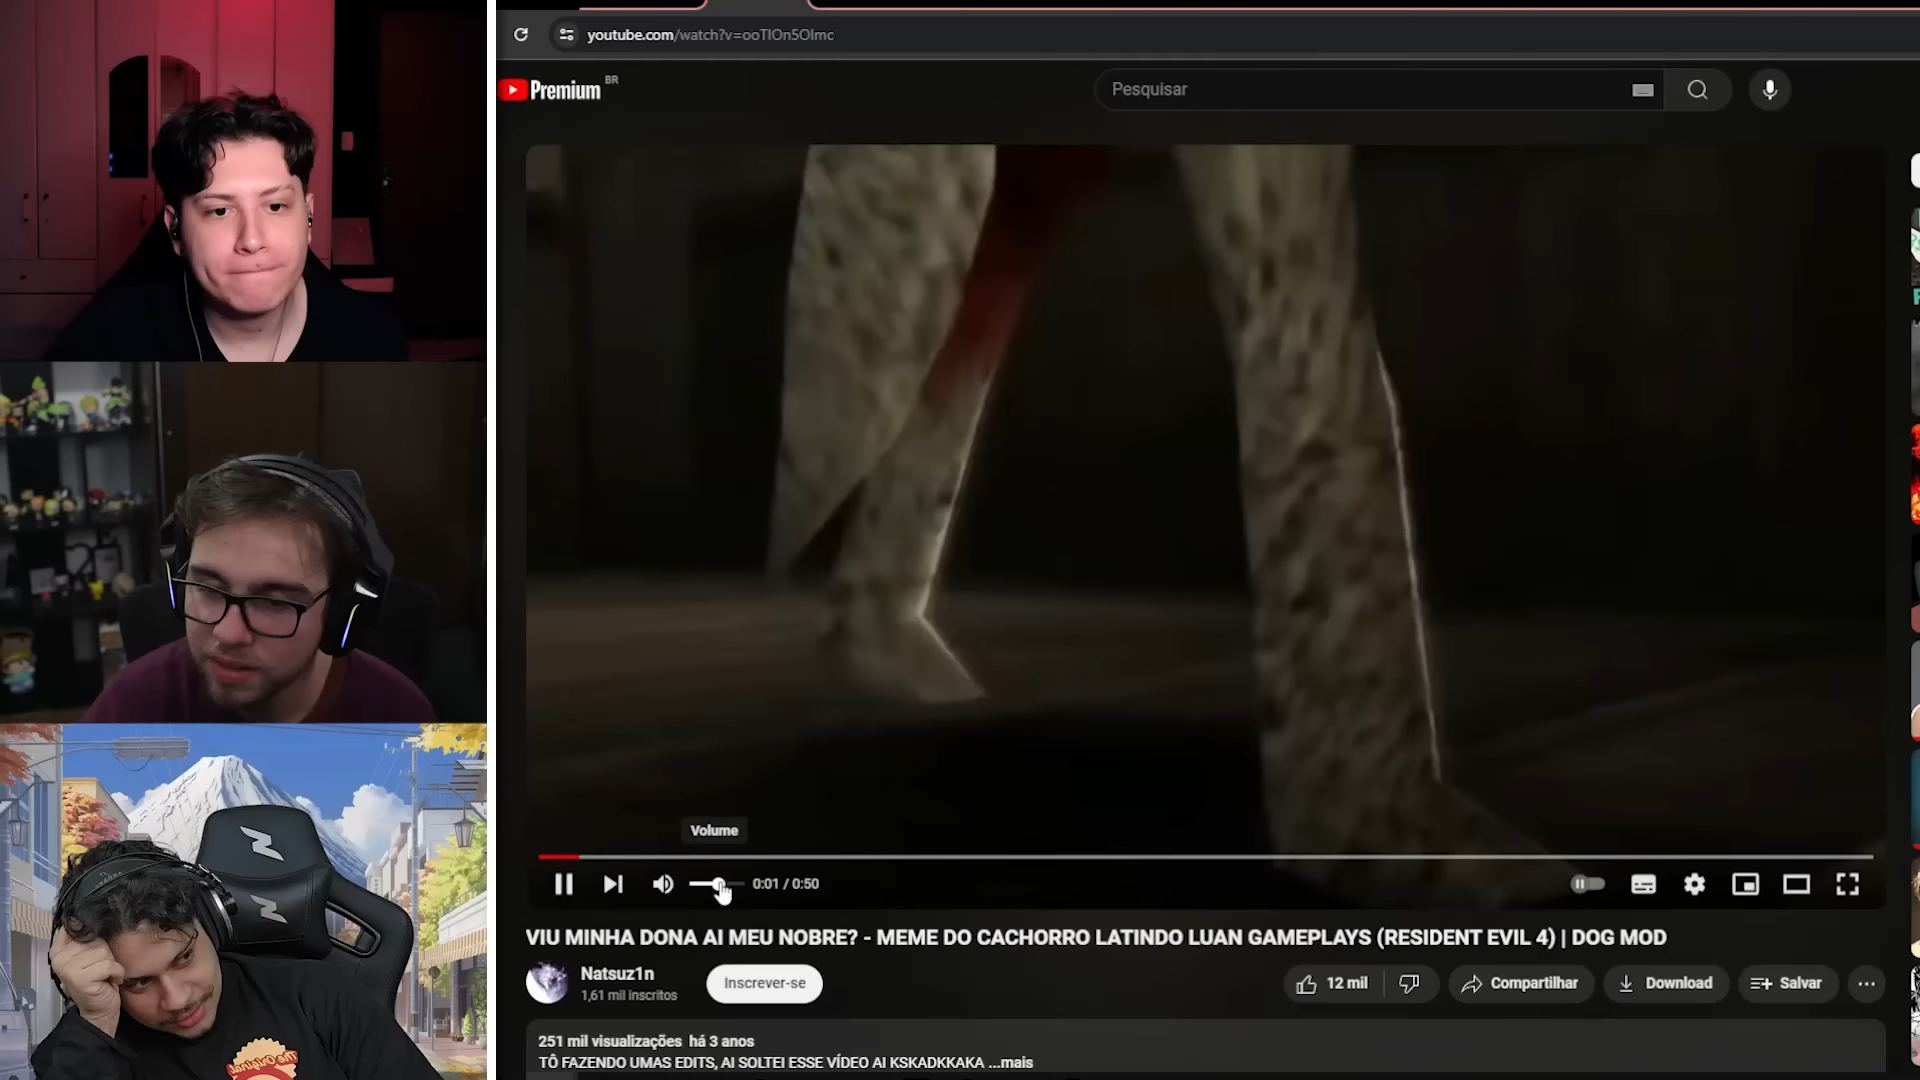 youtube.com/watch?v=ooTlOn5Olmc
Premium BR
Pesquisar
Volume
0:01 / 0:50
VIU MINHA DONA AI MEU NOBRE? - MEME DO CACHORRO LATINDO LUAN GAMEPLAYS (RESIDENT EVIL 4) | DOG MOD
Natsuz1n
1,61 mil inscritos
Inscrever-se
12 mil
Compartilhar
Download
Salvar
251 mil visualizações há 3 anos
TÔ FAZENDO UMAS EDITS, AI SOLTEI ESSE VÍDEO AI KSKADKKAKA ...mais
The Original